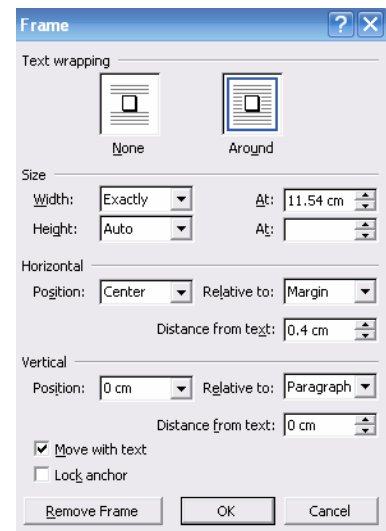 Frame
Text wrapping
None Around
Size
Width: Exactly At: 11.54 cm
Height: Auto At:
Horizontal
Position: Center Relative to: Margin
Distance from text: 0.4 cm
Vertical
Position: 0 cm Relative to: Paragraph
Distance from text: 0 cm
Move with text
Lock anchor
Remove Frame OK Cancel